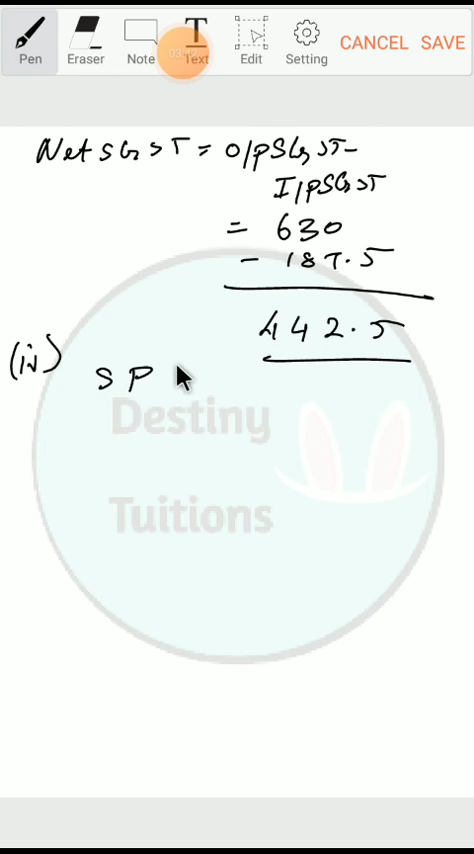 Pen Eraser Note Text Edit Setting CANCEL SAVE
Net SGST = O/P SGST -
I/P SGST
= 630
- 187.5
442.5
(iv) SP
Destiny
Tuitions